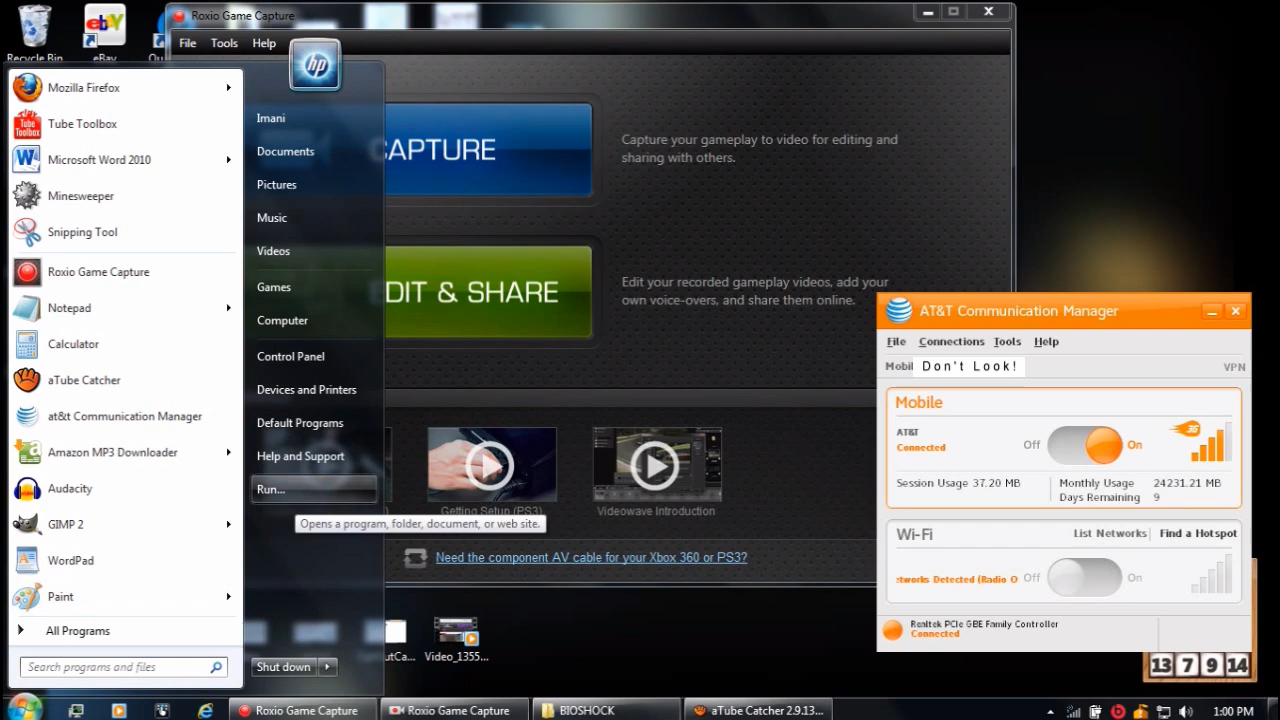 Roxio Game Capture
File Tools Help
Recycle Bin
eBay
hp
Mozilla Firefox
Tube Toolbox
Microsoft Word 2010
Minesweeper
Snipping Tool
Roxio Game Capture
Notepad
Calculator
aTube Catcher
at&t Communication Manager
Amazon MP3 Downloader
Audacity
GIMP 2
WordPad
Paint
All Programs
Search programs and files
Imani
Documents
Pictures
Music
Videos
Games
Computer
Control Panel
Devices and Printers
Default Programs
Help and Support
Run...
Opens a program, folder, document, or web site.
Shut down
CAPTURE
Capture your gameplay to video for editing and
sharing with others.
DIT & SHARE
Edit your recorded gameplay videos, add your
own voice-overs, and share them online.
Getting Setup (PS3)
Videowave Introduction
Need the component AV cable for your Xbox 360 or PS3?
utCa...
Video_1355...
AT&T Communication Manager
File Connections Tools Help
Mobil Don't Look! VPN
Mobile
AT&T
Connected
Off On
3G
Session Usage 37.20 MB
Monthly Usage 24231.21 MB
Days Remaining 9
Wi-Fi
List Networks Find a Hotspot
etworks Detected (Radio O Off On
Realtek PCIe GBE Family Controller
Connected
13 7 9 14
Roxio Game Capture
Roxio Game Capture
BIOSHOCK
aTube Catcher 2.9.13...
1:00 PM